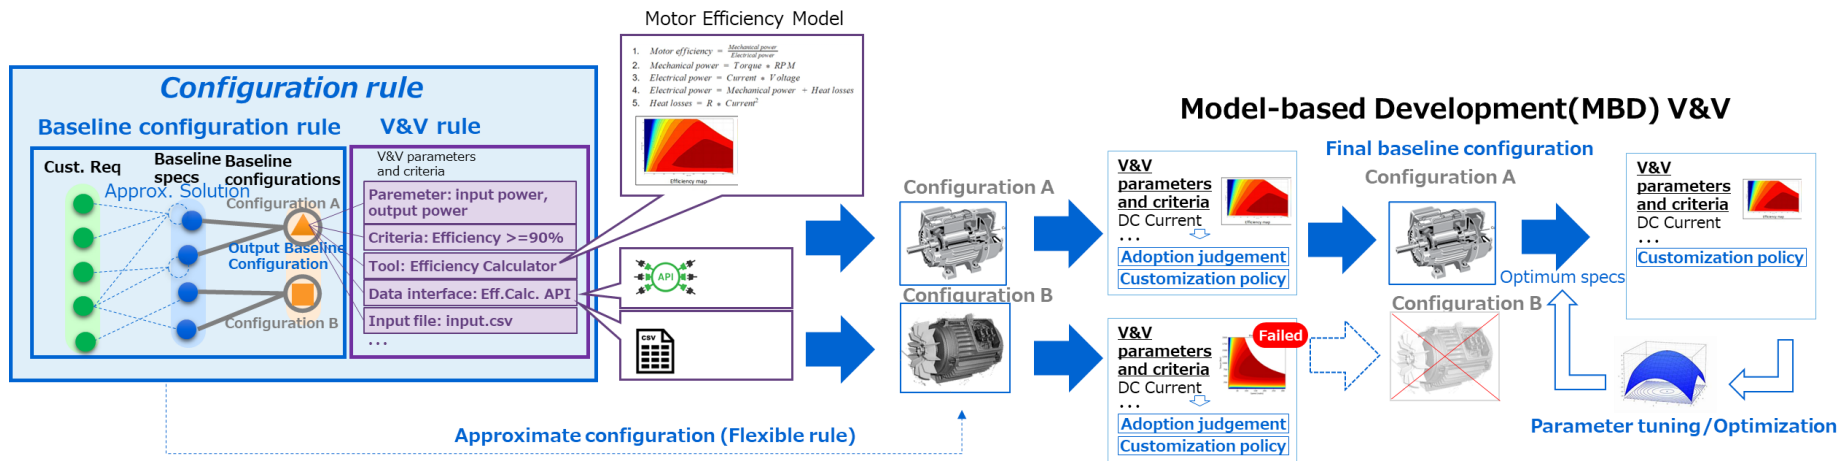 Motor Efficiency Model
1. Motor efficiency = Mechanical power / Electrical power
2. Mechanical power = Torque * RPM
3. Electrical power = Current * Voltage
4. Electrical power = Mechanical power + Heat losses
5. Heat losses = R * Current²
Efficiency map
Configuration rule
Baseline configuration rule
V&V rule
Cust. Req
Baseline
specs
Baseline
configurations
Approx. Solution
Configuration A
Output Baseline
Configuration
Configuration B
V&V parameters
and criteria
Paremeter: input power,
output power
Criteria: Efficiency >=90%
Tool: Efficiency Calculator
Data interface: Eff.Calc. API
Input file: input.csv
...
API
CSV
Approximate configuration (Flexible rule)
Model-based Development(MBD) V&V
Configuration A
Configuration B
V&V
parameters
and criteria
DC Current
...
Efficiency map
Adoption judgement
Customization policy
V&V
parameters
and criteria
DC Current
...
Failed
Adoption judgement
Customization policy
Final baseline configuration
Configuration A
Configuration B
Optimum specs
V&V
parameters
and criteria
DC Current
...
Efficiency map
Customization policy
Parameter tuning/Optimization